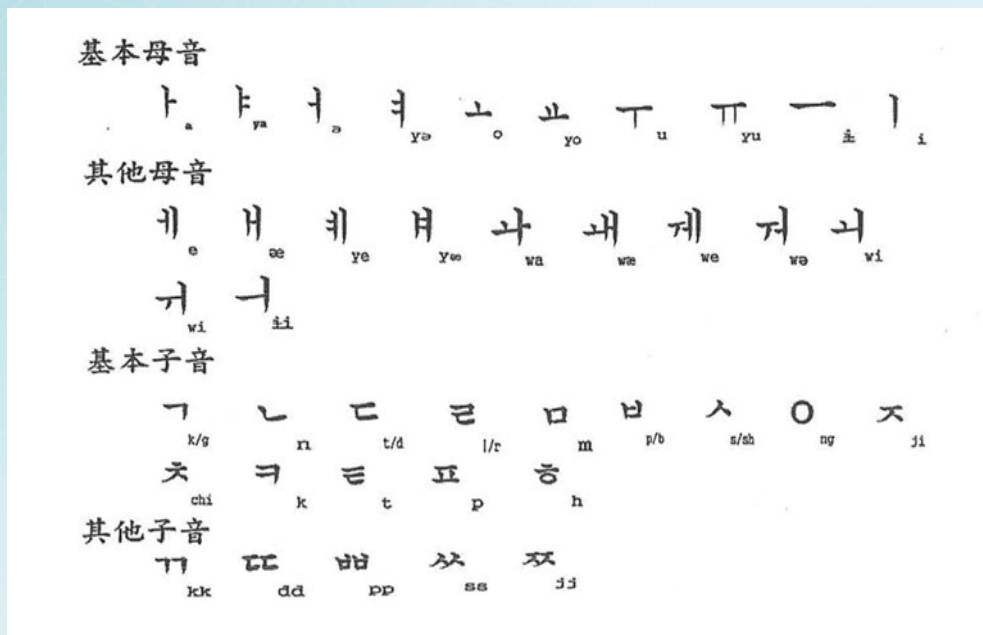 基本母音
ㅏ a ㅑ ya ㅓ ə ㅕ yə ㅗ o ㅛ yo ㅜ u ㅠ yu ㅡ ɨ ㅣ i
其他母音
ㅔ e ㅐ æ ㅖ ye ㅒ yæ ㅘ wa ㅙ wæ ㅞ we ㅝ wə ㅚ wi
ㅟ wi ㅢ ɨi
基本子音
ㄱ k/g ㄴ n ㄷ t/d ㄹ l/r ㅁ m ㅂ p/b ㅅ s/sh ㅇ ng ㅈ ji
ㅊ chi ㅋ k ㅌ t ㅍ p ㅎ h
其他子音
ㄲ kk ㄸ dd ㅃ pp ㅆ ss ㅉ jj